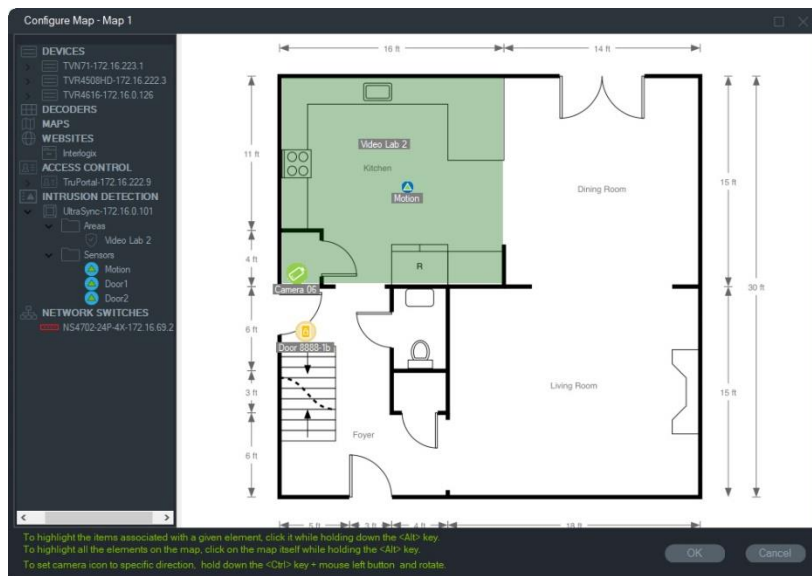 Configure Map - Map 1
DEVICES
TVN71-172.16.223.1
TVR4508HD-172.16.222.3
TVR4616-172.16.0.126
DECODERS
MAPS
WEBSITES
Interlogix
ACCESS CONTROL
TruPortal-172.16.222.9
INTRUSION DETECTION
UltraSync-172.16.0.101
Areas
Video Lab 2
Sensors
Motion
Door1
Door2
NETWORK SWITCHES
NS4702-24P-4X-172.16.69.2
16 ft
14 ft
11 ft
Video Lab 2
Kitchen
Motion
Dining Room
15 ft
4 ft
R
Camera 06
30 ft
6 ft
Door 8888-1b
3 ft
Living Room
15 ft
Foyer
6 ft
5 ft
3 ft
4 ft
18 ft
To highlight the items associated with a given element, click it while holding down the <Alt> key.
To highlight all the elements on the map, click on the map itself while holding the <Alt> key.
To set camera icon to specific direction, hold down the <Ctrl> key + mouse left button and rotate.
OK
Cancel